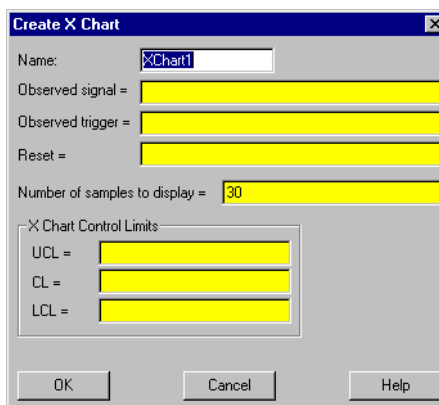 Create X Chart
Name: XChart1
Observed signal =
Observed trigger =
Reset =
Number of samples to display = 30
X Chart Control Limits
UCL =
CL =
LCL =
OK Cancel Help